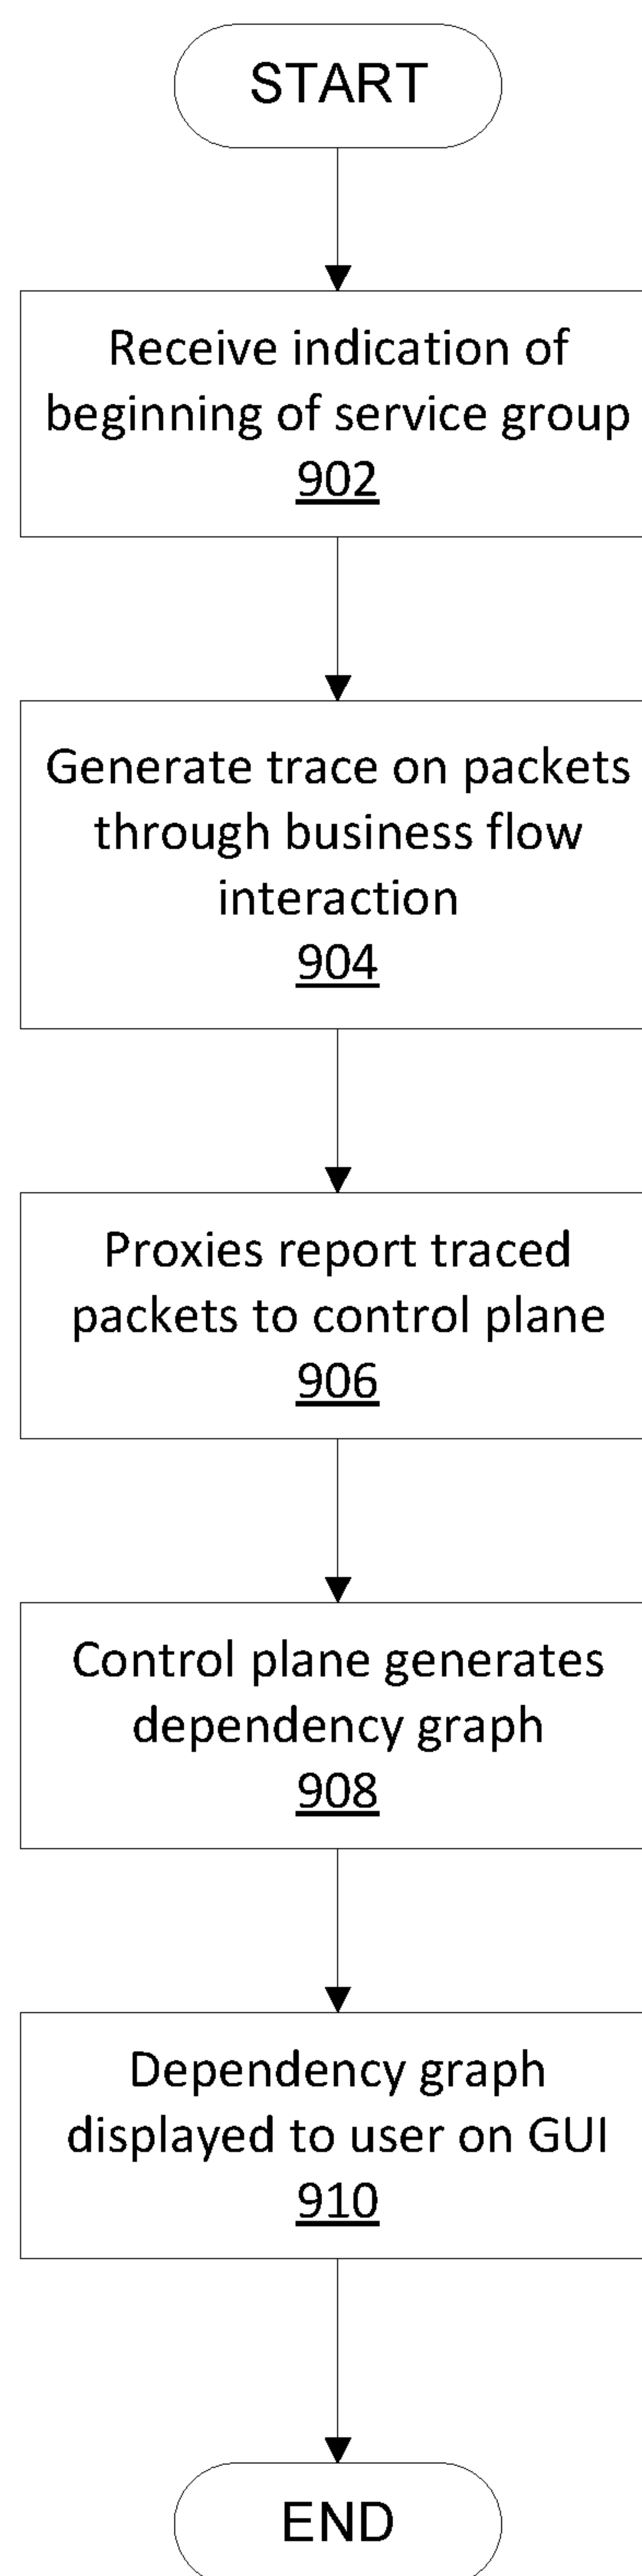 START
Receive indication of
beginning of service group
902
Generate trace on packets
through business flow
interaction
904
Proxies report traced
packets to control plane
906
Control plane generates
dependency graph
908
Dependency graph
displayed to user on GUI
910
END